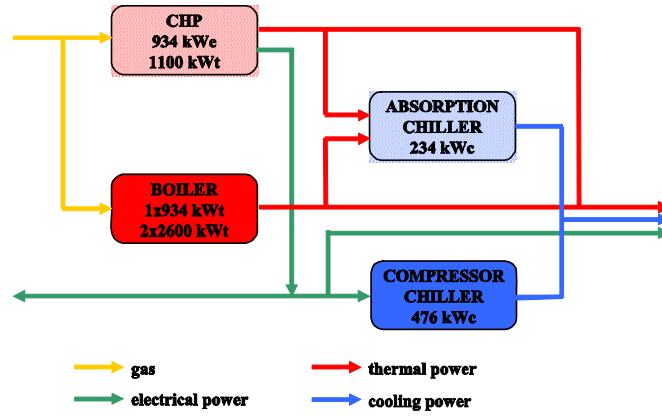 CHP
934 kWe
1100 kWt
ABSORPTION
CHILLER
234 kWc
BOILER
1x934 kWt
2x2600 kWt
COMPRESSOR
CHILLER
476 kWc
gas
thermal power
electrical power
cooling power